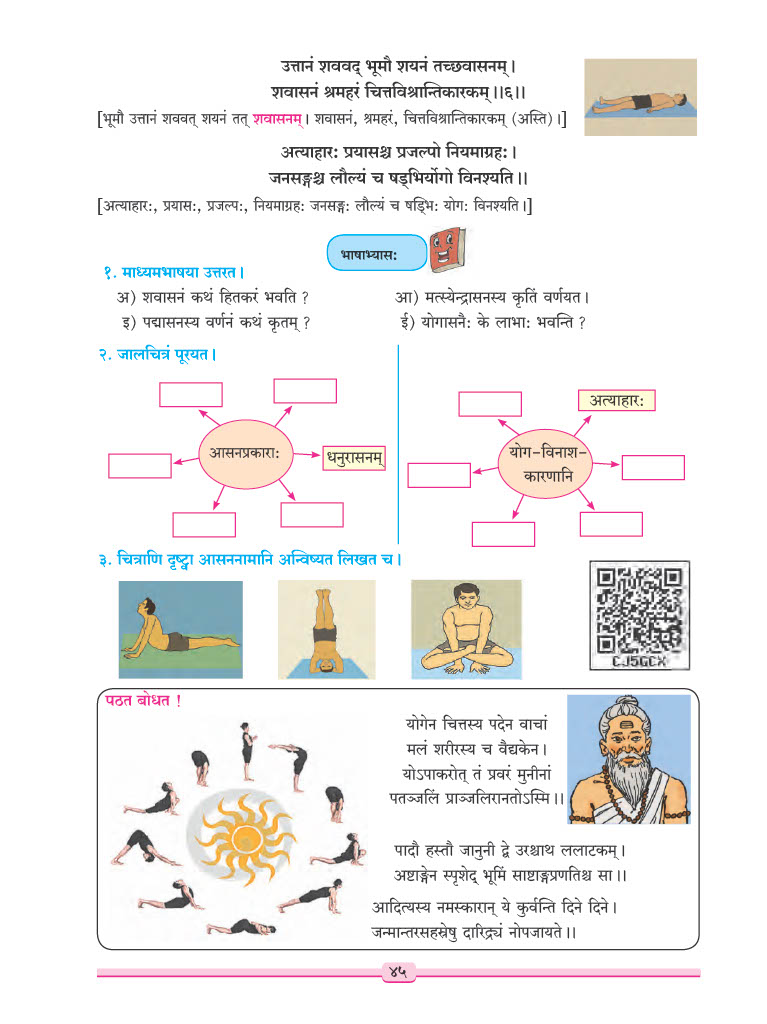 उत्तानं शववद् भूमौ शयनं तच्छवासनम् ।
शवासनं श्रमहरं चित्तविश्रान्तिकारकम् ।।६।।
[भूमौ उत्तानं शववत् शयनं तत् शवासनम् । शवासनं, श्रमहरं, चित्तविश्रान्तिकारकम् (अस्ति) ।]
अत्याहारः प्रयासश्च प्रजल्पो नियमाग्रहः ।
जनसङ्गश्च लौल्यं च षड्भिर्योगो विनश्यति ।।
[अत्याहारः, प्रयासः, प्रजल्पः, नियमाग्रहः जनसङ्गः लौल्यं च षड्भिः योगः विनश्यति ।]
भाषाभ्यासः
१. माध्यमभाषया उत्तरत ।
अ) शवासनं कथं हितकरं भवति ?
आ) मत्स्येन्द्रासनस्य कृतिं वर्णयत ।
इ) पद्मासनस्य वर्णनं कथं कृतम् ?
ई) योगासनैः के लाभाः भवन्ति ?
२. जालचित्रं पूरयत ।
आसनप्रकाराः
धनुरासनम्
अत्याहारः
योग-विनाश-
कारणानि
३. चित्राणि दृष्ट्वा आसननामानि अन्विष्यत लिखत च ।
CJ5GCX
पठत बोधत !
योगेन चित्तस्य पदेन वाचां
मलं शरीरस्य च वैद्यकेन ।
योऽपाकरोत् तं प्रवरं मुनीनां
पतञ्जलिं प्राञ्जलिरानतोऽस्मि ।।
पादौ हस्तौ जानुनी द्वे उरश्चाथ ललाटकम् ।
अष्टाङ्गेन स्पृशेद् भूमिं साष्टाङ्गप्रणतिश्च सा ।।
आदित्यस्य नमस्कारान् ये कुर्वन्ति दिने दिने ।
जन्मान्तरसहस्रेषु दारिद्र्यं नोपजायते ।।
४५